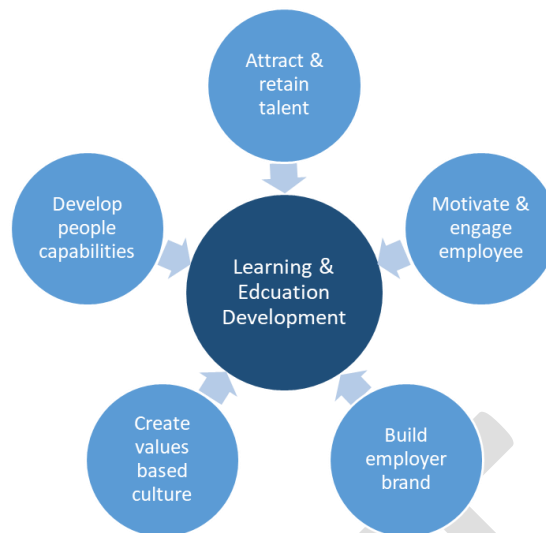 Attract &
retain
talent
Motivate &
engage
employee
Develop
people
capabilities
Learning &
Edcuation
Development
Create
values
based
culture
Build
employer
brand